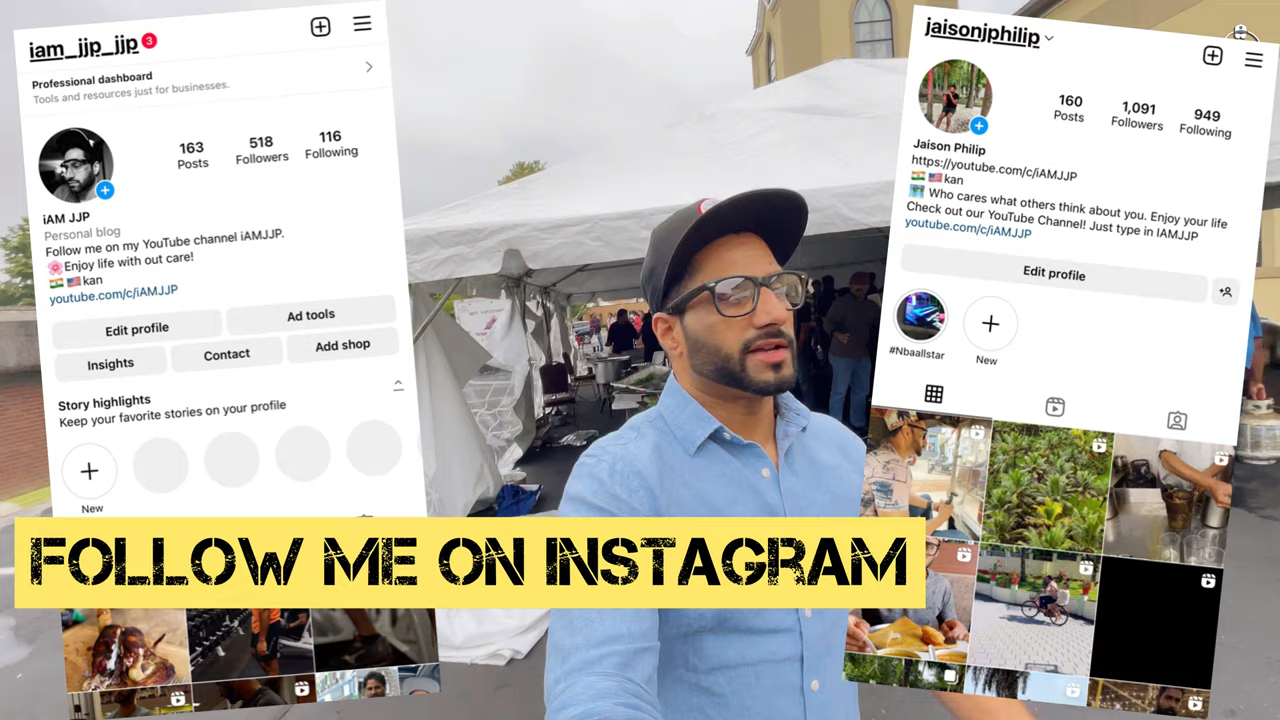 iam_jjp_jjp 3
Professional dashboard
Tools and resources just for businesses.
163 518 116
Posts Followers Following
iAM JJP
Personal blog
Follow me on my YouTube channel iAMJJP.
🌸Enjoy life with out care!
🇮🇳 🇺🇸kan
youtube.com/c/iAMJJP
Edit profile Ad tools
Insights Contact Add shop
Story highlights
Keep your favorite stories on your profile
New
jaisonjphilip
160 1,091 949
Posts Followers Following
Jaison Philip
https://youtube.com/c/iAMJJP
🇮🇳 🇺🇸kan
🏞️ Who cares what others think about you. Enjoy your life
Check out our YouTube Channel! Just type in IAMJJP
youtube.com/c/iAMJJP
Edit profile
#Nbaallstar New
FOLLOW ME ON INSTAGRAM